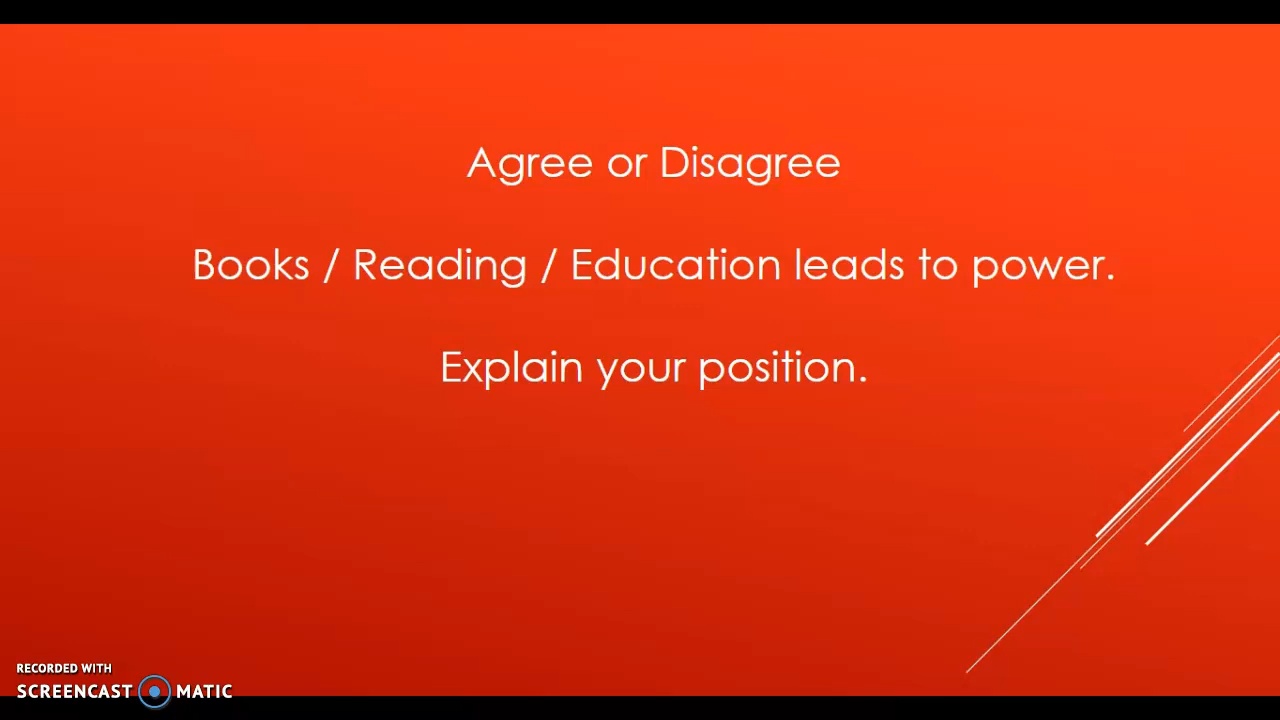 Agree or Disagree
Books / Reading / Education leads to power.
Explain your position.
RECORDED WITH
SCREENCAST MATIC